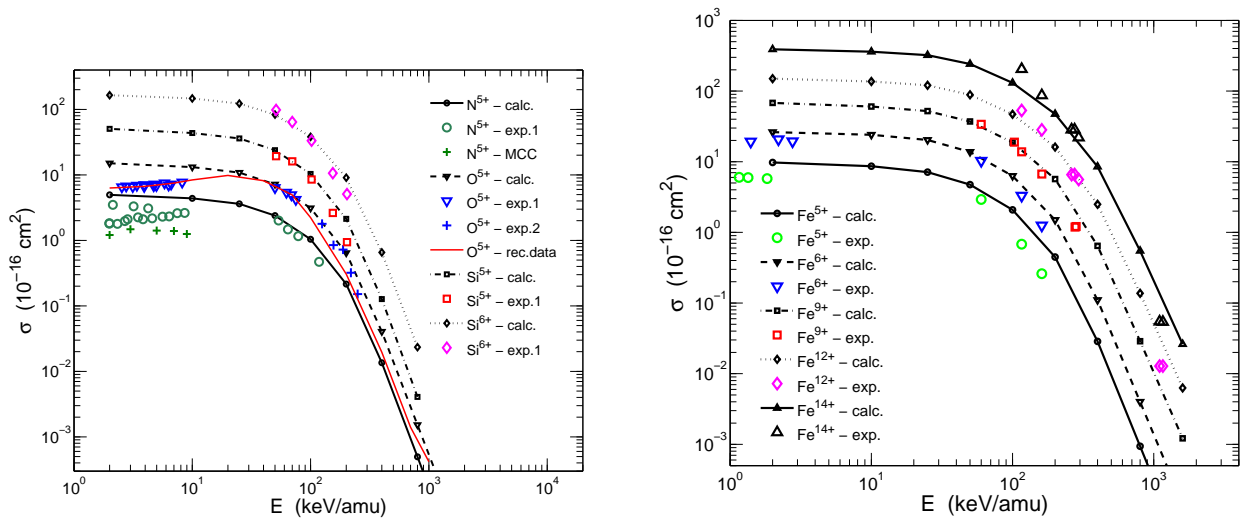 10²
10¹
10⁰
10⁻¹
10⁻²
10⁻³
σ (10⁻¹⁶ cm²)
10⁰ 10¹ 10² 10³ 10⁴
E (keV/amu)
N⁵⁺ – calc.
N⁵⁺ – exp.1
N⁵⁺ – MCC
O⁵⁺ – calc.
O⁵⁺ – exp.1
O⁵⁺ – exp.2
O⁵⁺ – rec.data
Si⁵⁺ – calc.
Si⁵⁺ – exp.1
Si⁶⁺ – calc.
Si⁶⁺ – exp.1
10³
10²
10¹
10⁰
10⁻¹
10⁻²
10⁻³
σ (10⁻¹⁶ cm²)
10⁰ 10¹ 10² 10³
E (keV/amu)
Fe⁵⁺ – calc.
Fe⁵⁺ – exp.
Fe⁶⁺ – calc.
Fe⁶⁺ – exp.
Fe⁹⁺ – calc.
Fe⁹⁺ – exp.
Fe¹²⁺ – calc.
Fe¹²⁺ – exp.
Fe¹⁴⁺ – calc.
Fe¹⁴⁺ – exp.